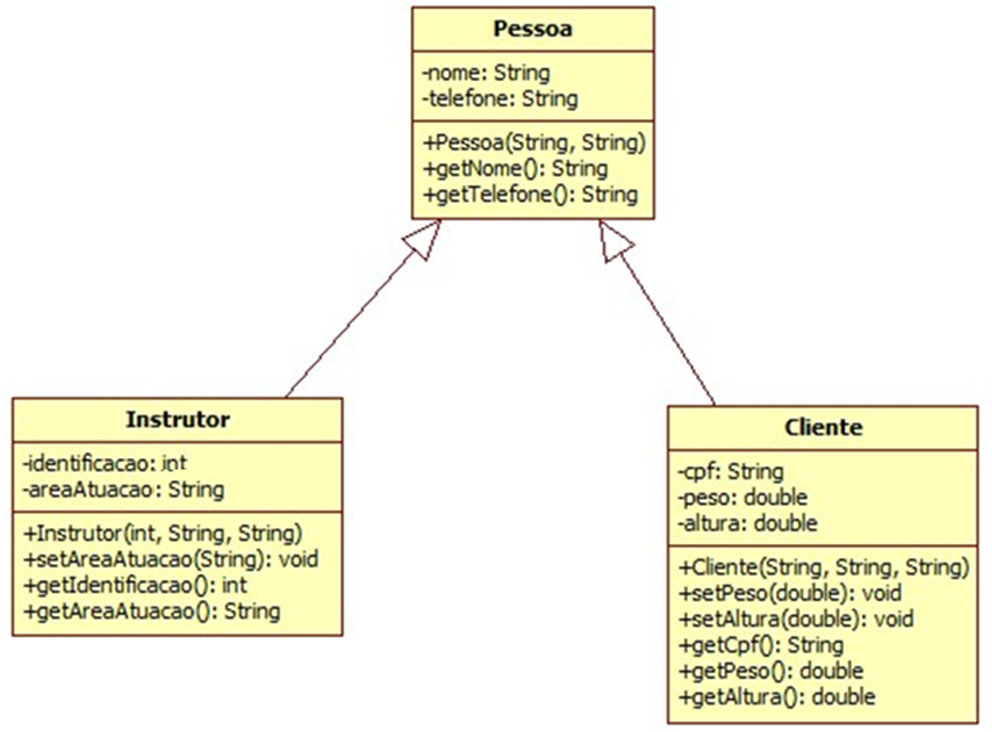 Pessoa
-nome: String
-telefone: String
+Pessoa(String, String)
+getNome(): String
+getTelefone(): String
Instrutor
-identificacao: int
-areaAtuacao: String
+Instrutor(int, String, String)
+setAreaAtuacao(String): void
+getIdentificacao(): int
+getAreaAtuacao(): String
Cliente
-cpf: String
-peso: double
-altura: double
+Cliente(String, String, String)
+setPeso(double): void
+setAltura(double): void
+getCpf(): String
+getPeso(): double
+getAltura(): double